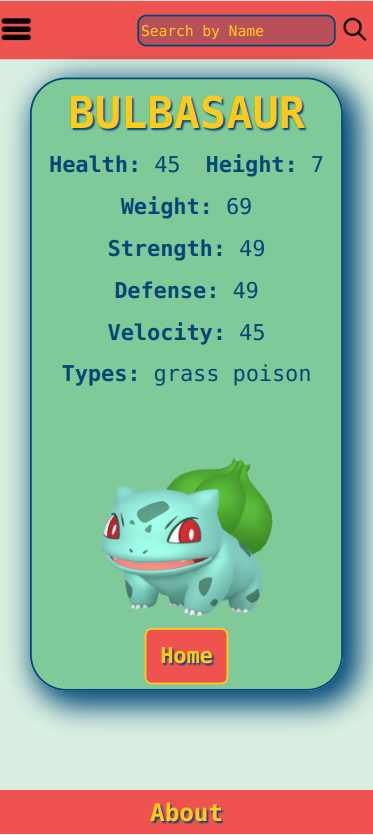 Search by Name
BULBASAUR
Health: 45 Height: 7
Weight: 69
Strength: 49
Defense: 49
Velocity: 45
Types: grass poison
Home
About